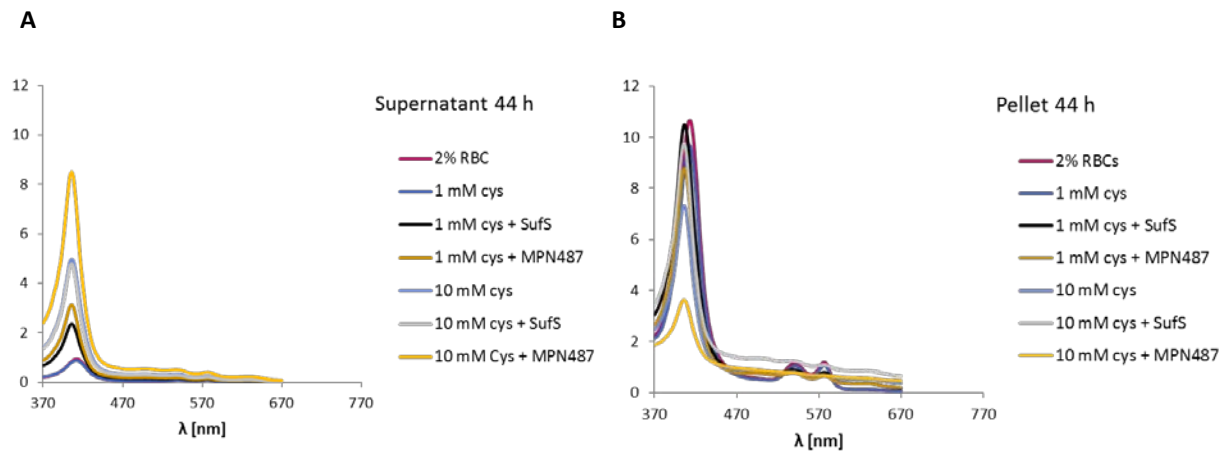 A
Supernatant 44 h
12
10
8
6
4
2
0
370 470 570 670 770
λ [nm]
2% RBC
1 mM cys
1 mM cys + SufS
1 mM cys + MPN487
10 mM cys
10 mM cys + SufS
10 mM Cys + MPN487
B
Pellet 44 h
12
10
8
6
4
2
0
370 470 570 670 770
λ [nm]
2% RBCs
1 mM cys
1 mM cys + SufS
1 mM cys + MPN487
10 mM cys
10 mM cys + SufS
10 mM cys + MPN487